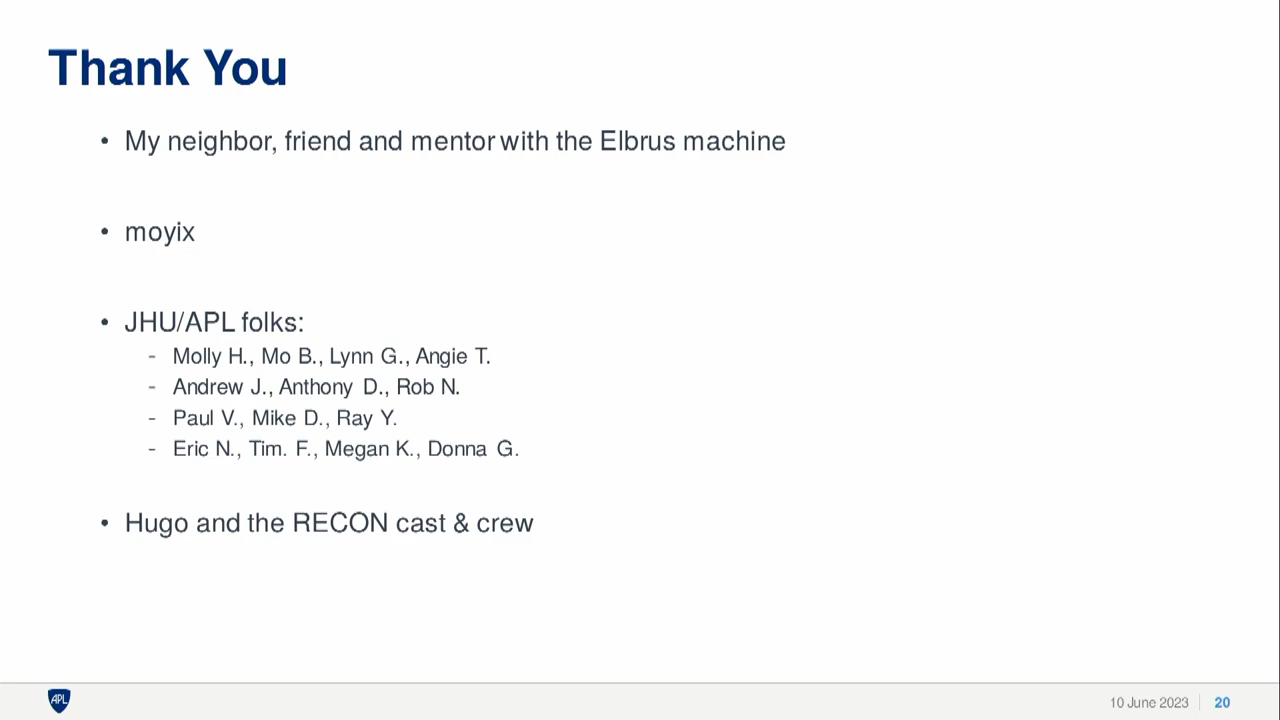 Thank You
• My neighbor, friend and mentor with the Elbrus machine
• moyix
• JHU/APL folks:
- Molly H., Mo B., Lynn G., Angie T.
- Andrew J., Anthony D., Rob N.
- Paul V., Mike D., Ray Y.
- Eric N., Tim. F., Megan K., Donna G.
• Hugo and the RECON cast & crew
APL
10 June 2023
20